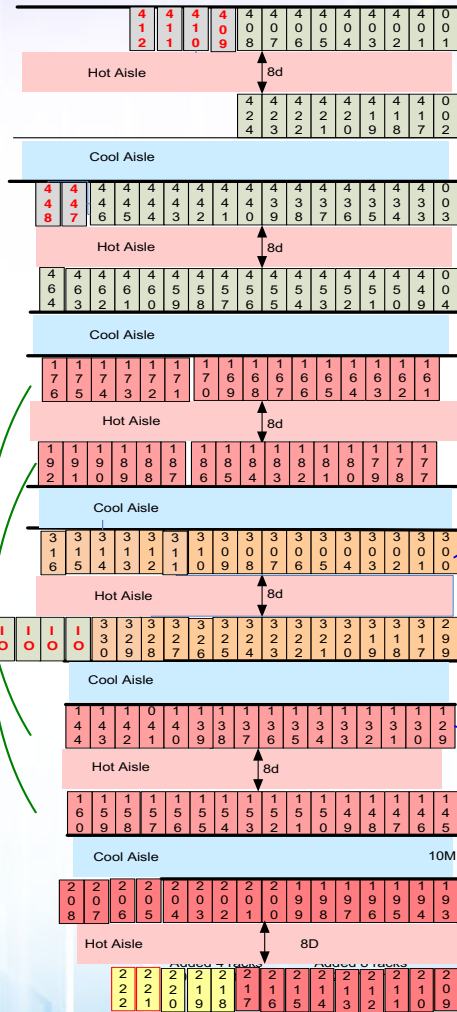 412 411 410 409 408 407 406 405 404 403 402 401 001
Hot Aisle 8d
424 423 422 421 420 419 418 417 002
Cool Aisle
448 447 446 445 444 443 442 441 440 439 438 437 436 435 434 433 003
Hot Aisle 8d
464 463 462 461 460 459 458 457 456 455 454 453 452 451 450 449 004
Cool Aisle
176 175 174 173 172 171 170 169 168 167 166 165 164 163 162 161
Hot Aisle 8d
192 191 190 189 188 187 186 185 184 183 182 181 180 179 178 177
Cool Aisle
316 315 314 313 312 311 310 309 308 307 306 305 304 303 302 301 300
Hot Aisle 8d
IO IO IO IO 330 329 328 327 326 325 324 323 322 321 320 319 318 317 299
Cool Aisle
144 143 142 041 140 139 138 137 136 135 134 133 132 131 130 129
Hot Aisle 8d
160 159 158 157 156 155 154 153 152 151 150 149 148 147 146 145
Cool Aisle 10M
208 207 206 205 204 203 202 201 200 199 198 197 196 195 194 193
Hot Aisle 8D
Added 4 racks Added racks
222 221 220 219 218 217 216 215 214 213 212 211 210 209